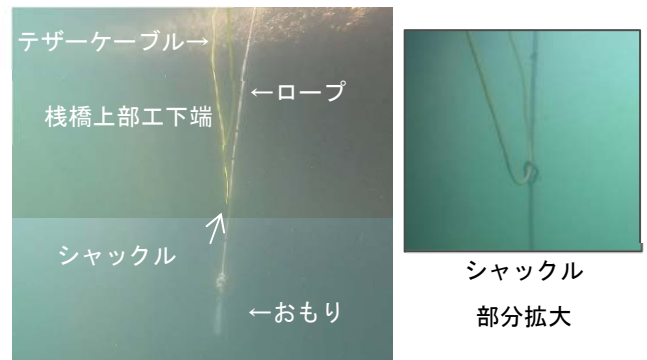 テザーケーブル→
←ロープ
桟橋上部工下端
シャックル
←おもり
シャックル
部分拡大